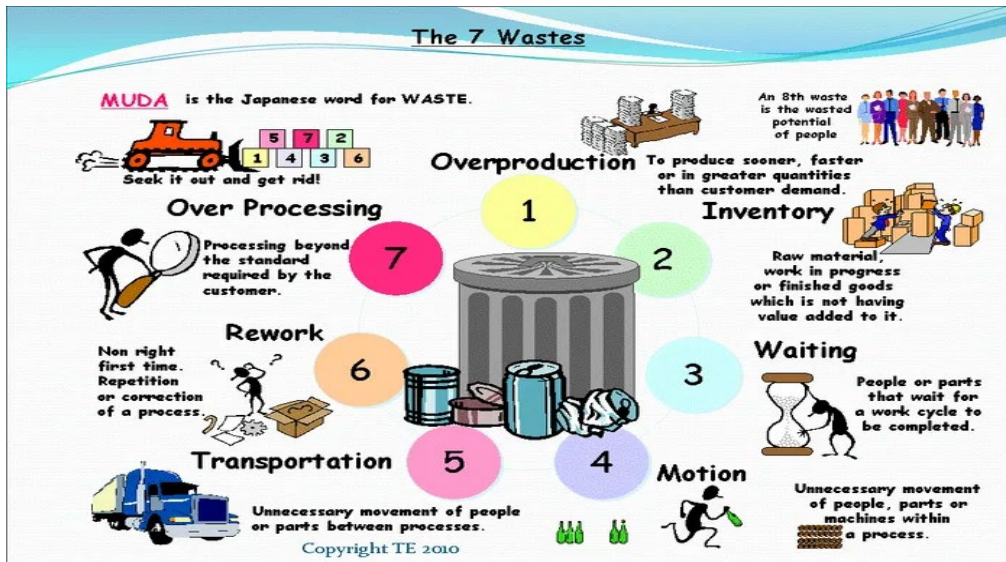 The 7 Wastes
MUDA is the Japanese word for WASTE.
5 7 2
1 4 3 6
Seek it out and get rid!
An 8th waste
is the wasted
potential
of people
Overproduction
1
To produce sooner, faster
or in greater quantities
than customer demand.
Inventory
2
Raw material,
work in progress
or finished goods
which is not having
value added to it.
Waiting
3
People or parts
that wait for
a work cycle to
be completed.
Motion
4
Unnecessary movement
of people, parts or
machines within
a process.
Transportation
5
Unnecessary movement of people
or parts between processes.
Rework
6
Non right
first time.
Repetition
or correction
of a process.
Over Processing
7
Processing beyond
the standard
required by the
customer.
Copyright TE 2010